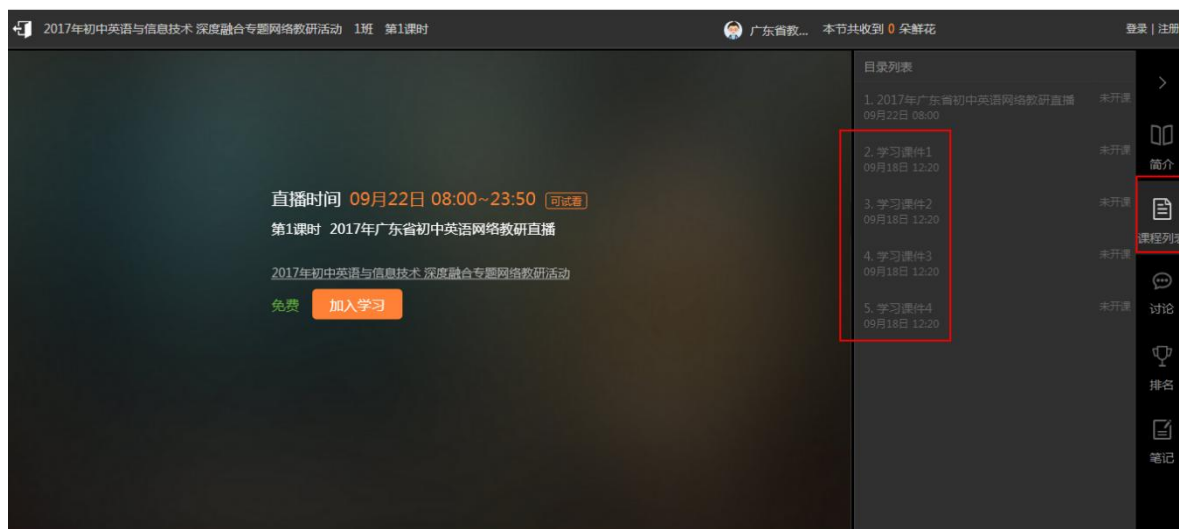 2017年初中英语与信息技术 深度融合专题网络教研活动 1班 第1课时
广东省教... 本节共收到 0 朵鲜花
登录 | 注册
直播时间 09月22日 08:00~23:50 可试看
第1课时 2017年广东省初中英语网络教研直播
2017年初中英语与信息技术 深度融合专题网络教研活动
免费 加入学习
目录列表
1. 2017年广东省初中英语网络教研直播 未开课
09月22日 08:00
2. 学习课件1 未开课
09月18日 12:20
3. 学习课件2 未开课
09月18日 12:20
4. 学习课件3 未开课
09月18日 12:20
5. 学习课件4 未开课
09月18日 12:20
简介
课程列表
讨论
排名
笔记